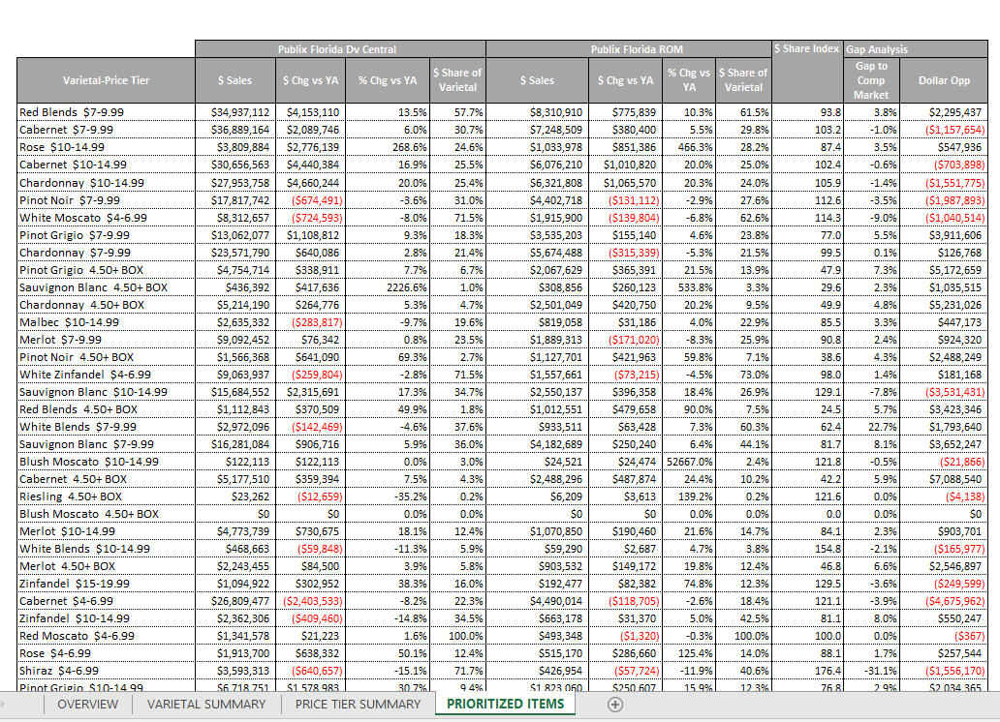 Publix Florida Dv Central Publix Florida ROM $ Share Index Gap Analysis
Varietal-Price Tier $ Sales $ Chg vs YA % Chg vs YA $ Share of Varietal $ Sales $ Chg vs YA % Chg vs YA $ Share of Varietal Gap to Comp Market Dollar Opp
Red Blends $7-9.99 $34,937,112 $4,153,110 13.5% 57.7% $8,310,910 $775,839 10.3% 61.5% 93.8 3.8% $2,295,437
Cabernet $7-9.99 $36,889,164 $2,089,746 6.0% 30.7% $7,248,509 $380,400 5.5% 29.8% 103.2 -1.0% ($1,157,654)
Rose $10-14.99 $3,809,884 $2,776,139 268.6% 24.6% $1,033,978 $851,386 466.3% 28.2% 87.4 3.5% $547,936
Cabernet $10-14.99 $30,656,563 $4,440,384 16.9% 25.5% $6,076,210 $1,010,820 20.0% 25.0% 102.4 -0.6% ($703,898)
Chardonnay $10-14.99 $27,953,758 $4,660,244 20.0% 25.4% $6,321,808 $1,065,570 20.3% 24.0% 105.9 -1.4% ($1,551,775)
Pinot Noir $7-9.99 $17,817,742 ($674,491) -3.6% 31.0% $4,402,718 ($131,112) -2.9% 27.6% 112.6 -3.5% ($1,987,893)
White Moscato $4-6.99 $8,312,657 ($724,593) -8.0% 71.5% $1,915,900 ($139,804) -6.8% 62.6% 114.3 -9.0% ($1,040,514)
Pinot Grigio $7-9.99 $13,062,077 $1,108,812 9.3% 18.3% $3,535,203 $155,140 4.6% 23.8% 77.0 5.5% $3,911,606
Chardonnay $7-9.99 $23,571,790 $640,086 2.8% 21.4% $5,674,488 ($315,339) -5.3% 21.5% 99.5 0.1% $126,768
Pinot Grigio 4.50+ BOX $4,754,714 $338,911 7.7% 6.7% $2,067,629 $365,391 21.5% 13.9% 47.9 7.3% $5,172,659
Sauvignon Blanc 4.50+ BOX $436,392 $417,636 2226.6% 1.0% $308,856 $260,123 533.8% 3.3% 29.6 2.3% $1,035,515
Chardonnay 4.50+ BOX $5,214,190 $264,776 5.3% 4.7% $2,501,049 $420,750 20.2% 9.5% 49.9 4.8% $5,231,026
Malbec $10-14.99 $2,635,332 ($283,817) -9.7% 19.6% $819,058 $31,186 4.0% 22.9% 85.5 3.3% $447,173
Merlot $7-9.99 $9,092,452 $76,342 0.8% 23.5% $1,889,313 ($171,020) -8.3% 25.9% 90.8 2.4% $924,320
Pinot Noir 4.50+ BOX $1,566,368 $641,090 69.3% 2.7% $1,127,701 $421,963 59.8% 7.1% 38.6 4.3% $2,488,249
White Zinfandel $4-6.99 $9,063,937 ($259,804) -2.8% 71.5% $1,557,661 ($73,215) -4.5% 73.0% 98.0 1.4% $181,168
Sauvignon Blanc $10-14.99 $15,684,552 $2,315,691 17.3% 34.7% $2,550,137 $396,358 18.4% 26.9% 129.1 -7.8% ($3,531,431)
Red Blends 4.50+ BOX $1,112,843 $370,509 49.9% 1.8% $1,012,551 $479,658 90.0% 7.5% 24.5 5.7% $3,423,346
White Blends $7-9.99 $2,972,096 ($142,469) -4.6% 37.6% $933,511 $63,428 7.3% 60.3% 62.4 22.7% $1,793,640
Sauvignon Blanc $7-9.99 $16,281,084 $906,716 5.9% 36.0% $4,182,689 $250,240 6.4% 44.1% 81.7 8.1% $3,652,247
Blush Moscato $10-14.99 $122,113 $122,113 0.0% 3.0% $24,521 $24,474 52667.0% 2.4% 121.8 -0.5% ($21,866)
Cabernet 4.50+ BOX $5,177,510 $359,394 7.5% 4.3% $2,488,296 $487,874 24.4% 10.2% 42.2 5.9% $7,088,540
Riesling 4.50+ BOX $23,262 ($12,659) -35.2% 0.2% $6,209 $3,613 139.2% 0.2% 121.6 0.0% ($4,138)
Blush Moscato 4.50+ BOX $0 $0 0.0% 0.0% $0 $0 0.0% 0.0% 0.0 0.0% $0
Merlot $10-14.99 $4,773,739 $730,675 18.1% 12.4% $1,070,850 $190,460 21.6% 14.7% 84.1 2.3% $903,701
White Blends $10-14.99 $468,663 ($59,848) -11.3% 5.9% $59,290 $2,687 4.7% 3.8% 154.8 -2.1% ($165,977)
Merlot 4.50+ BOX $2,243,455 $84,500 3.9% 5.8% $903,532 $149,172 19.8% 12.4% 46.8 6.6% $2,546,897
Zinfandel $15-19.99 $1,094,922 $302,952 38.3% 16.0% $192,477 $82,382 74.8% 12.3% 129.5 -3.6% ($249,599)
Cabernet $4-6.99 $26,809,477 ($2,403,533) -8.2% 22.3% $4,490,014 ($118,705) -2.6% 18.4% 121.1 -3.9% ($4,675,962)
Zinfandel $10-14.99 $2,362,306 ($409,460) -14.8% 34.5% $663,178 $31,370 5.0% 42.5% 81.1 8.0% $550,247
Red Moscato $4-6.99 $1,341,578 $21,223 1.6% 100.0% $493,348 ($1,320) -0.3% 100.0% 100.0 0.0% ($367)
Rose $4-6.99 $1,913,700 $638,332 50.1% 12.4% $515,170 $286,660 125.4% 14.0% 88.1 1.7% $257,544
Shiraz $4-6.99 $3,593,313 ($640,657) -15.1% 71.7% $426,954 ($57,724) -11.9% 40.6% 176.4 -31.1% ($1,556,170)
Pinot Grigio $10-14.99 $6,718,751 $1,578,983 30.7% 9.4% $1,823,060 $250,607 15.9% 12.3% 76.8 2.9% $2,034,365
OVERVIEW VARIETAL SUMMARY PRICE TIER SUMMARY PRIORITIZED ITEMS